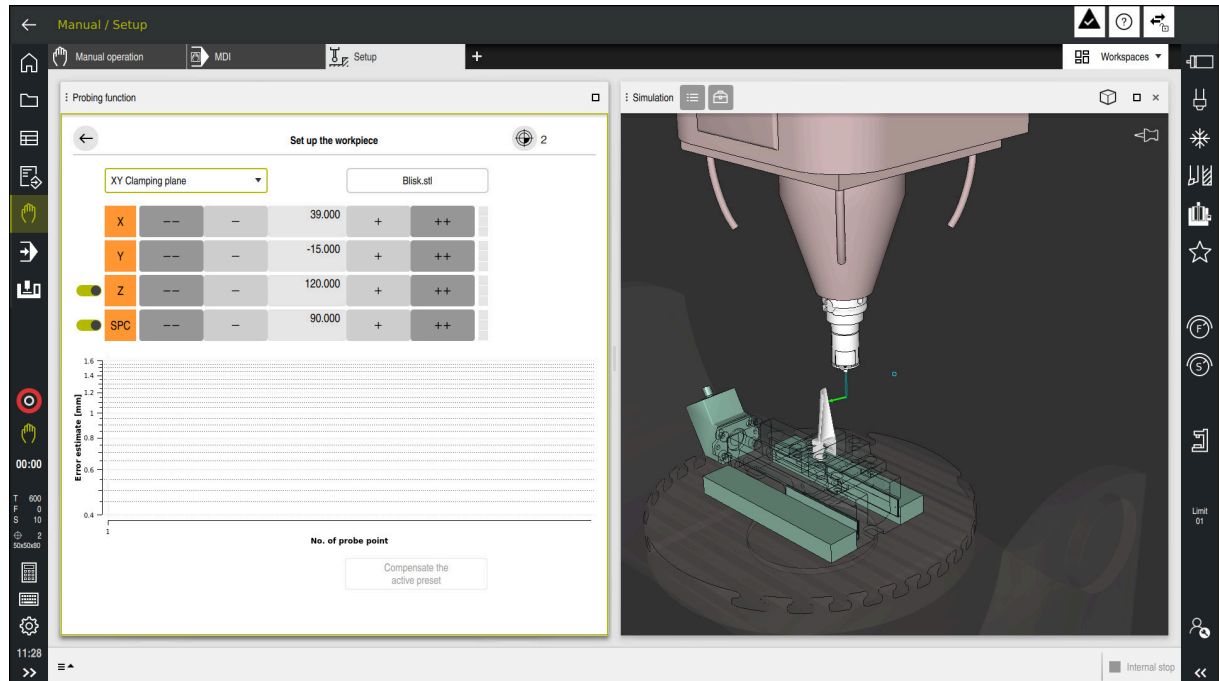 Manual / Setup
Manual operation
MDI
Setup
+
Workspaces
Probing function
Set up the workpiece
2
XY Clamping plane
Blisk.stl
X -- - 39.000 + ++
Y -- - -15.000 + ++
Z -- - 120.000 + ++
SPC -- - 90.000 + ++
Error estimate [mm]
1.6
1.4
1.2
1
0.8
0.6
0.4
1
No. of probe point
Compensate the
active preset
Simulation
00:00
T 600
F 0
S 10
2
50x50x80
11:28
F
S
Limit
01
Internal stop